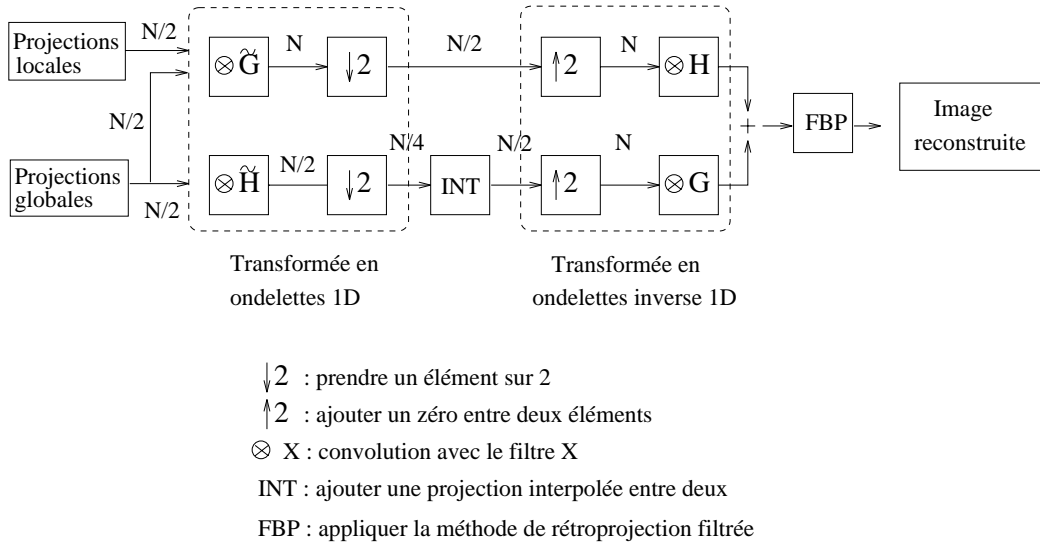 Projections
locales
N/2
⊗ G̃
N
↓2
N/2
↑2
N
⊗ H
N/2
+
FBP
Image
reconstruite
Projections
globales
N/2
⊗ H̃
N/2
↓2
N/4
INT
N/2
↑2
N
⊗ G
Transformée en
ondelettes 1D
Transformée en
ondelettes inverse 1D
↓2 : prendre un élément sur 2
↑2 : ajouter un zéro entre deux éléments
⊗ X : convolution avec le filtre X
INT : ajouter une projection interpolée entre deux
FBP : appliquer la méthode de rétroprojection filtrée